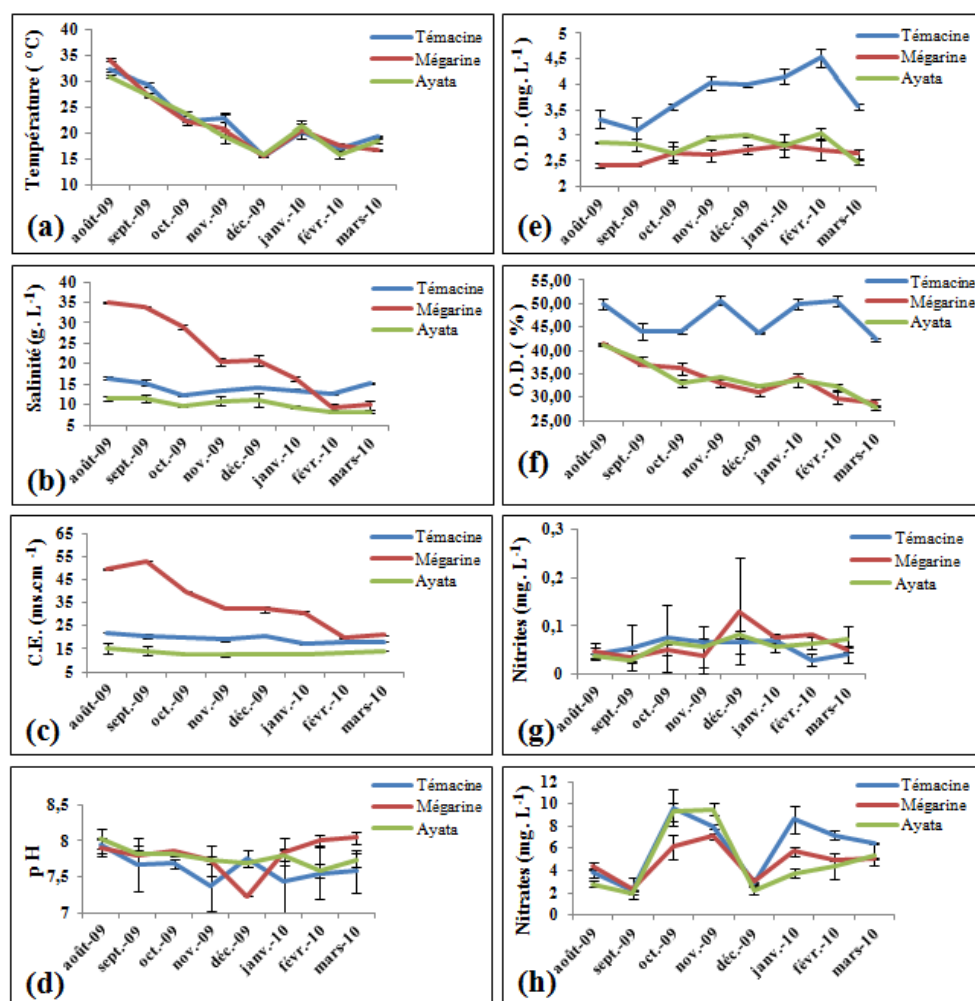 Température ( °C)
40
35
30
25
20
15
10
Témacine
Mégarine
Ayata
août-09
sept.-09
oct.-09
nov.-09
déc.-09
janv.-10
févr.-10
mars-10
(a)
Salinité (g. L-1)
40
35
30
25
20
15
10
5
Témacine
Mégarine
Ayata
août-09
sept.-09
oct.-09
nov.-09
déc.-09
janv.-10
févr.-10
mars-10
(b)
C.E. (ms.cm -1)
65
55
45
35
25
15
5
Témacine
Mégarine
Ayata
août-09
sept.-09
oct.-09
nov.-09
déc.-09
janv.-10
févr.-10
mars-10
(c)
p H
8,5
8
7,5
7
Témacine
Mégarine
Ayata
août-09
sept.-09
oct.-09
nov.-09
déc.-09
janv.-10
févr.-10
mars-10
(d)
O.D . (mg. L-1)
5
4,5
4
3,5
3
2,5
2
Témacine
Mégarine
Ayata
août-09
sept.-09
oct.-09
nov.-09
déc.-09
janv.-10
févr.-10
mars-10
(e)
O.D. ( %)
55,00
50,00
45,00
40,00
35,00
30,00
25,00
Témacine
Mégarine
Ayata
août-09
sept.-09
oct.-09
nov.-09
déc.-09
janv.-10
févr.-10
mars-10
(f)
Nitrites (mg. L-1)
0,3
0,2
0,1
0
Témacine
Mégarine
Ayata
août-09
sept.-09
oct.-09
nov.-09
déc.-09
janv.-10
févr.-10
mars-10
(g)
Nitrates (mg. L-1)
12
10
8
6
4
2
0
Témacine
Mégarine
Ayata
août-09
sept.-09
oct.-09
nov.-09
déc.-09
janv.-10
févr.-10
mars-10
(h)